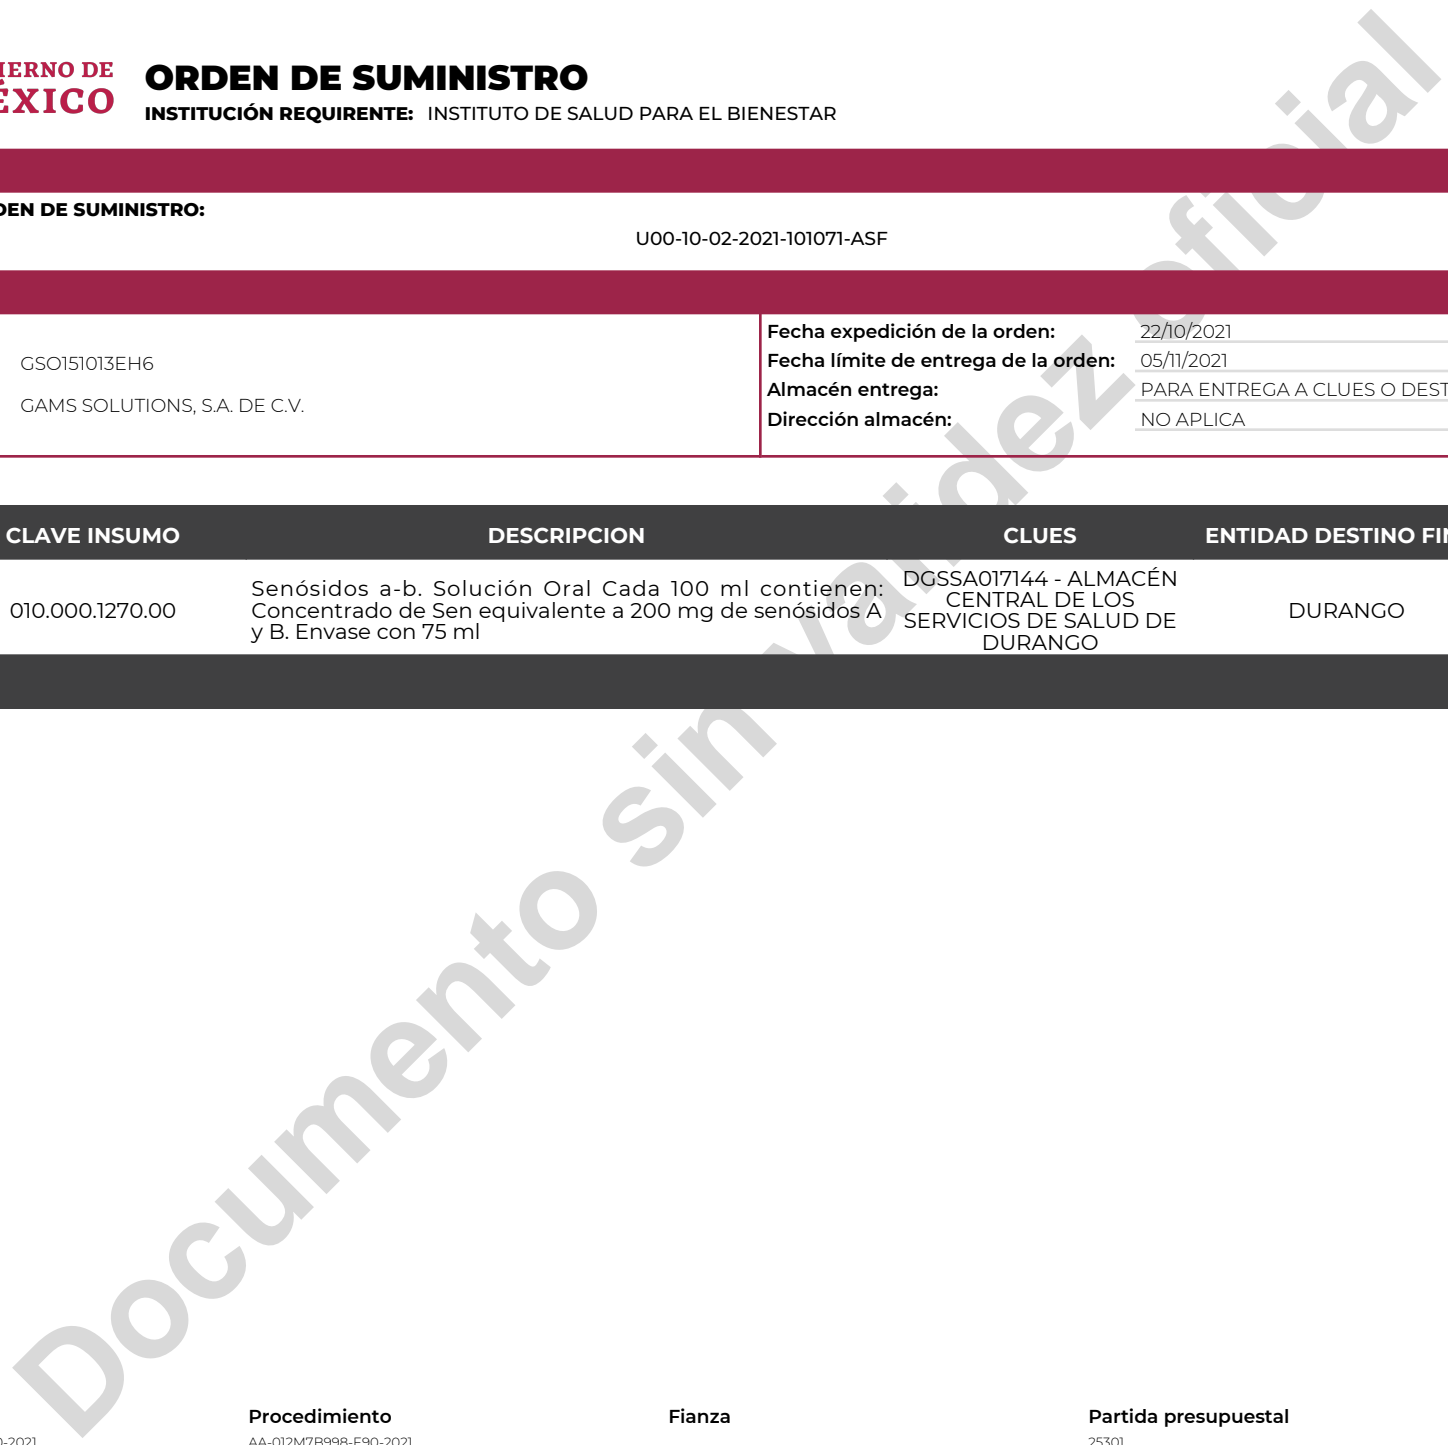 IERNO DE
ÉXICO
ORDEN DE SUMINISTRO
INSTITUCIÓN REQUIRENTE: INSTITUTO DE SALUD PARA EL BIENESTAR
DEN DE SUMINISTRO:
U00-10-02-2021-101071-ASF
GSO151013EH6
GAMS SOLUTIONS, S.A. DE C.V.
Fecha expedición de la orden: 22/10/2021
Fecha límite de entrega de la orden: 05/11/2021
Almacén entrega: PARA ENTREGA A CLUES O DEST
Dirección almacén: NO APLICA
CLAVE INSUMO DESCRIPCION CLUES ENTIDAD DESTINO FIN
010.000.1270.00
Senósidos a-b. Solución Oral Cada 100 ml contienen:
Concentrado de Sen equivalente a 200 mg de senósidos A
y B. Envase con 75 ml
DGSSA017144 - ALMACÉN
CENTRAL DE LOS
SERVICIOS DE SALUD DE
DURANGO
DURANGO
Documento sin validez oficial
Procedimiento Fianza Partida presupuestal
0-2021 AA-012M7B998-E90-2021 25301